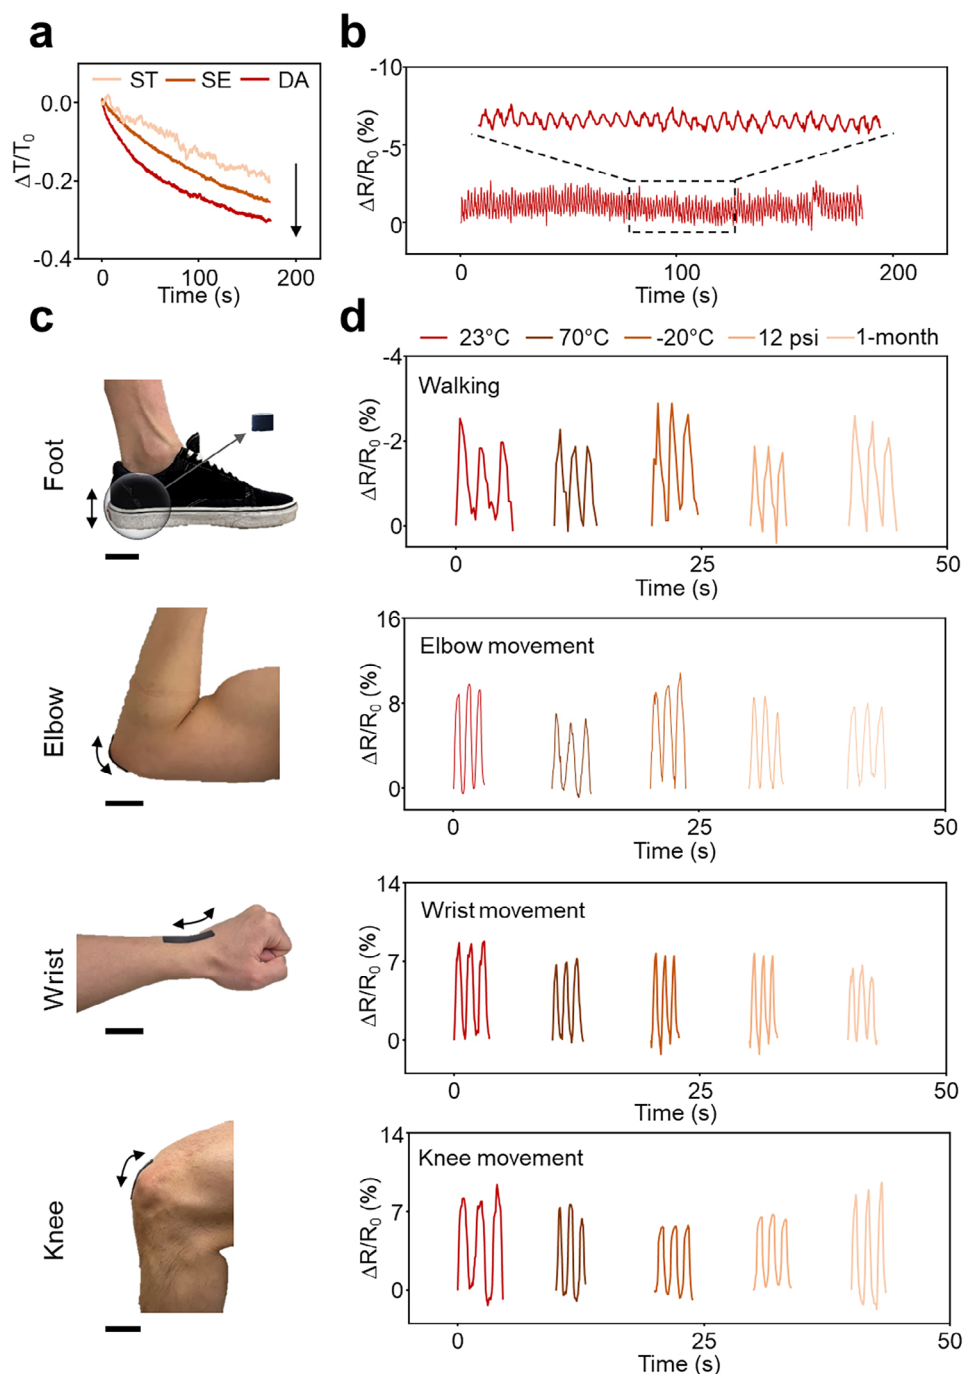 a
ST SE DA
0.0
-0.2
-0.4
ΔT/T₀
0 100 200
Time (s)
b
-10
-5
0
ΔR/R₀ (%)
0 100 200
Time (s)
c
Foot
Elbow
Wrist
Knee
d
23°C 70°C -20°C 12 psi 1-month
Walking
-4
-2
0
ΔR/R₀ (%)
0 25 50
Time (s)
Elbow movement
16
8
0
ΔR/R₀ (%)
0 25 50
Time (s)
Wrist movement
14
7
0
ΔR/R₀ (%)
0 25 50
Time (s)
Knee movement
14
7
0
ΔR/R₀ (%)
0 25 50
Time (s)